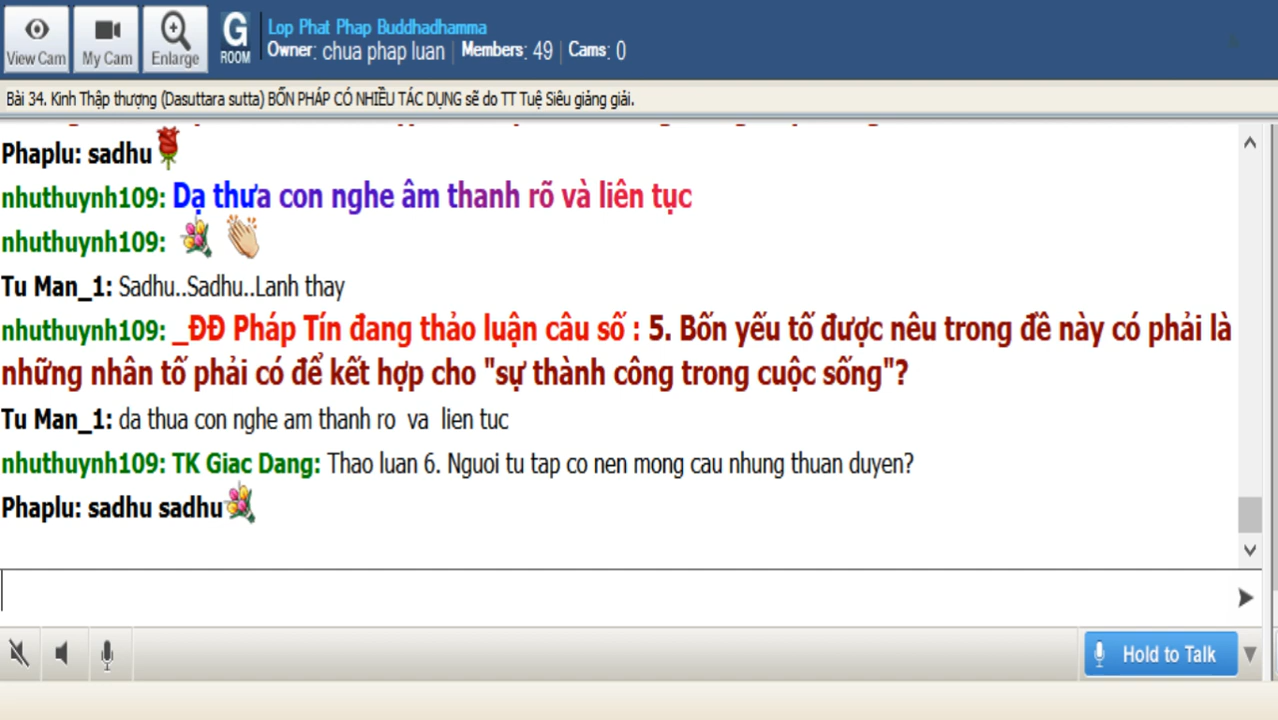 View Cam
My Cam
Enlarge
G
ROOM
Lop Phat Phap Buddhadhamma
Owner: chua phap luan | Members: 49 | Cams: 0
Bài 34. Kinh Thập thượng (Dasuttara sutta) BỐN PHÁP CÓ NHIỀU TÁC DỤNG sẽ do TT Tuệ Siêu giảng giải.
Phaplu: sadhu
nhuthuynh109: Dạ thưa con nghe âm thanh rõ và liên tục
nhuthuynh109:
Tu Man_1: Sadhu..Sadhu..Lanh thay
nhuthuynh109: _ĐĐ Pháp Tín đang thảo luận câu số : 5. Bốn yếu tố được nêu trong đề này có phải là
những nhân tố phải có để kết hợp cho "sự thành công trong cuộc sống"?
Tu Man_1: da thua con nghe am thanh ro va lien tuc
nhuthuynh109: TK Giac Dang: Thao luan 6. Nguoi tu tap co nen mong cau nhung thuan duyen?
Phaplu: sadhu sadhu
Hold to Talk